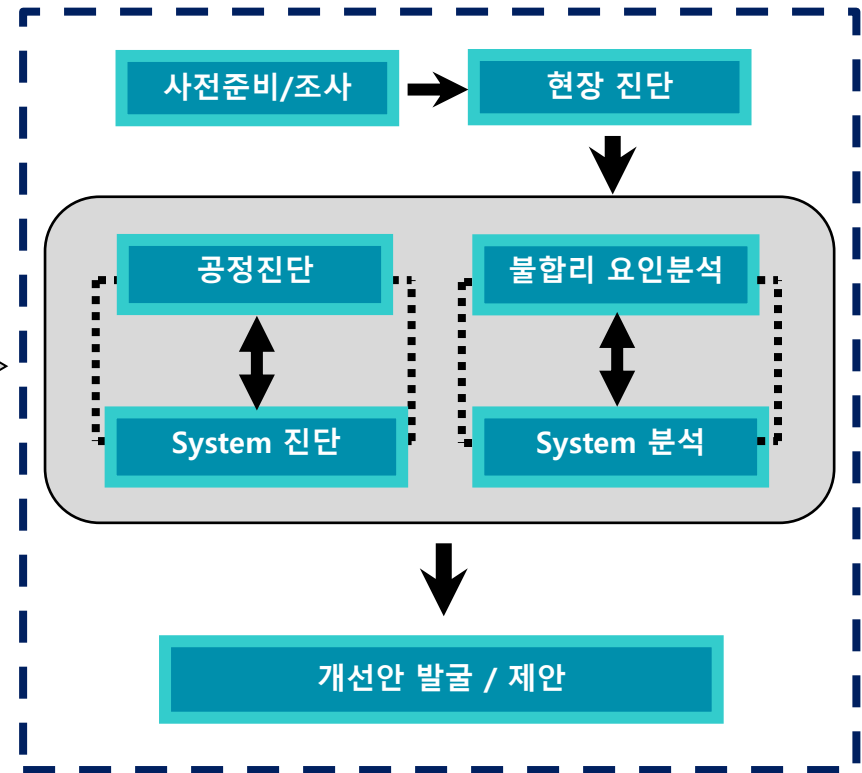 사전준비/조사
현장 진단
공정진단
불합리 요인분석
System 진단
System 분석
개선안 발굴 / 제안